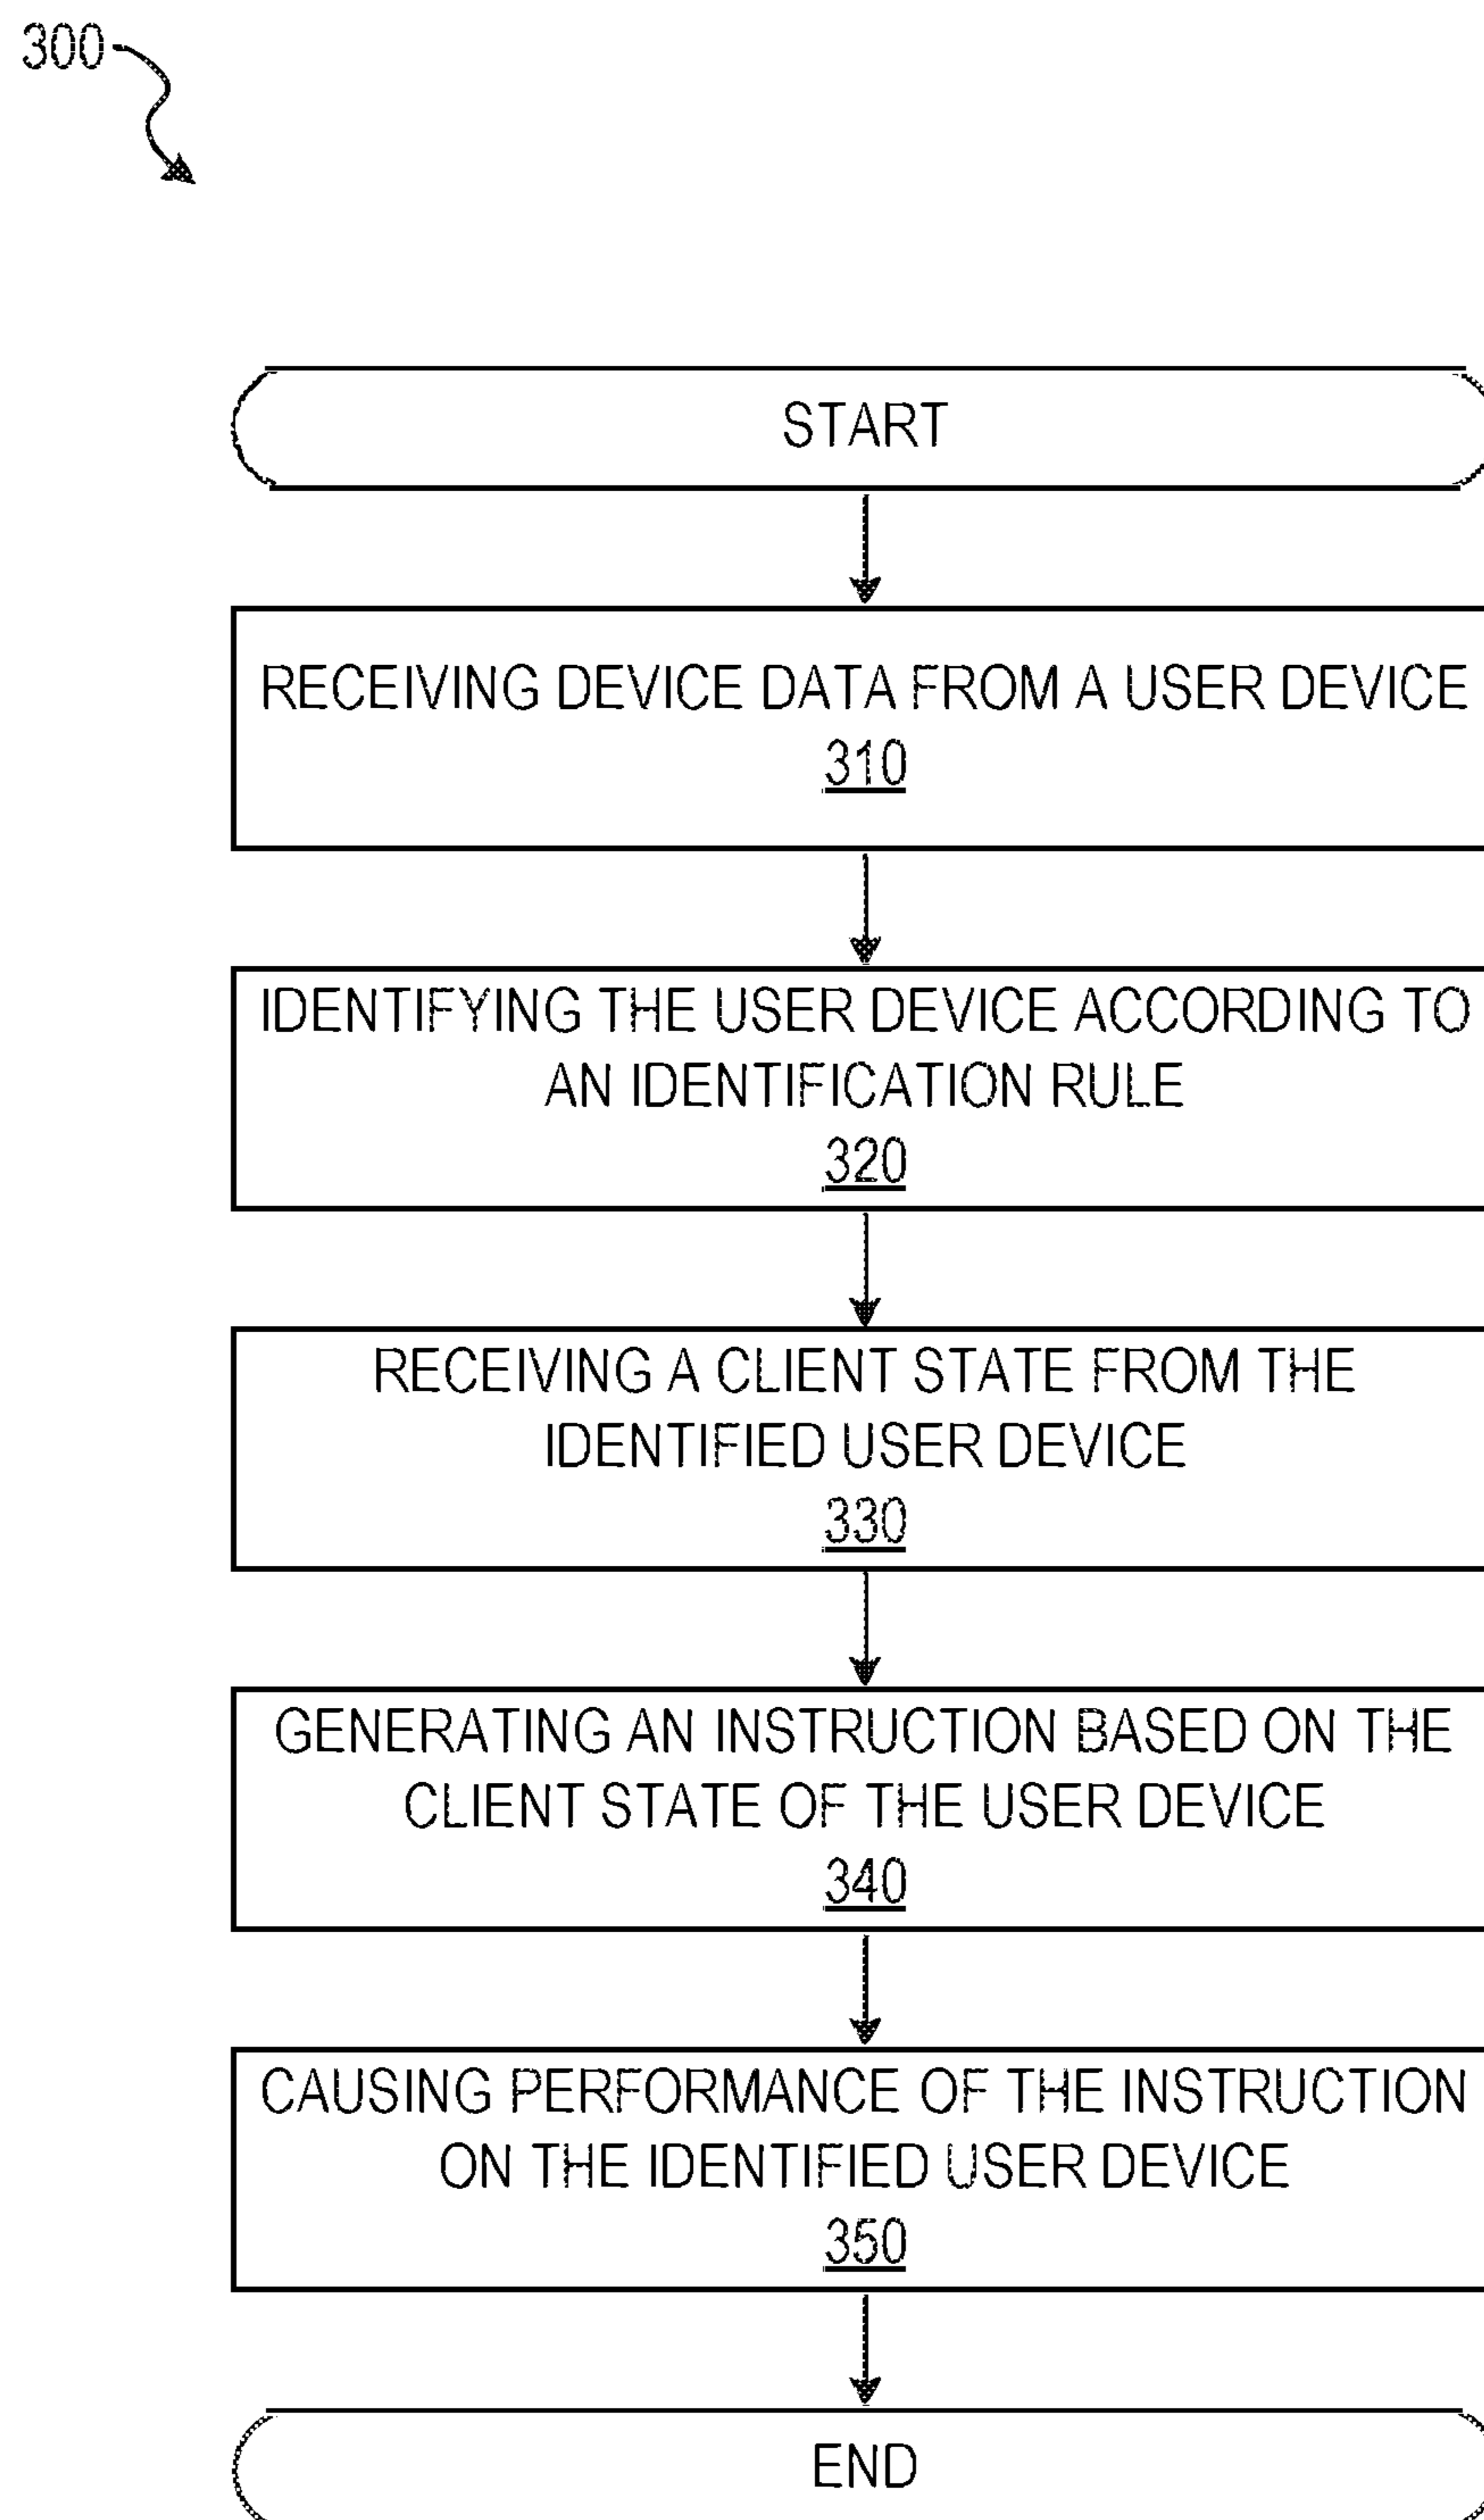 300
START
RECEIVING DEVICE DATA FROM A USER DEVICE
310
IDENTIFYING THE USER DEVICE ACCORDING TO
AN IDENTIFICATION RULE
320
RECEIVING A CLIENT STATE FROM THE
IDENTIFIED USER DEVICE
330
GENERATING AN INSTRUCTION BASED ON THE
CLIENT STATE OF THE USER DEVICE
340
CAUSING PERFORMANCE OF THE INSTRUCTION
ON THE IDENTIFIED USER DEVICE
350
END